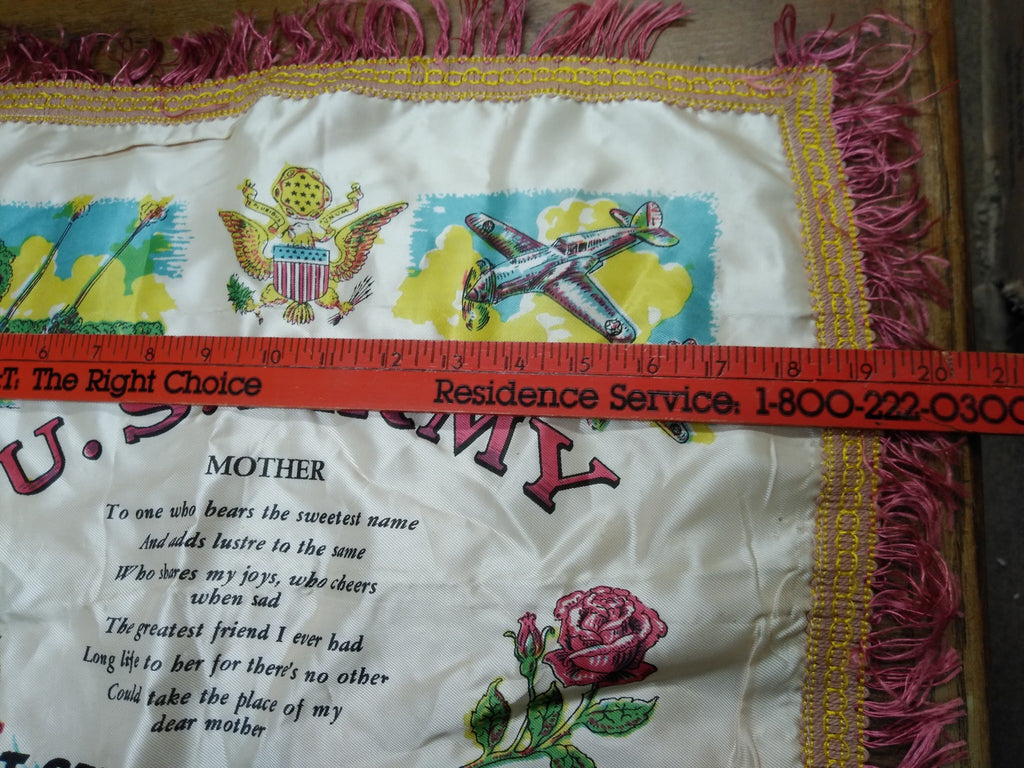 6 7 8 9 10 11 12 13 14 15 16 17 18 19 20 21
&T: The Right Choice Residence Service: 1-800-222-0300
U.S. ARMY
MOTHER
To one who bears the sweetest name
And adds lustre to the same
Who shares my joys, who cheers
when sad
The greatest friend I ever had
Long life to her for there's no other
Could take the place of my
dear mother